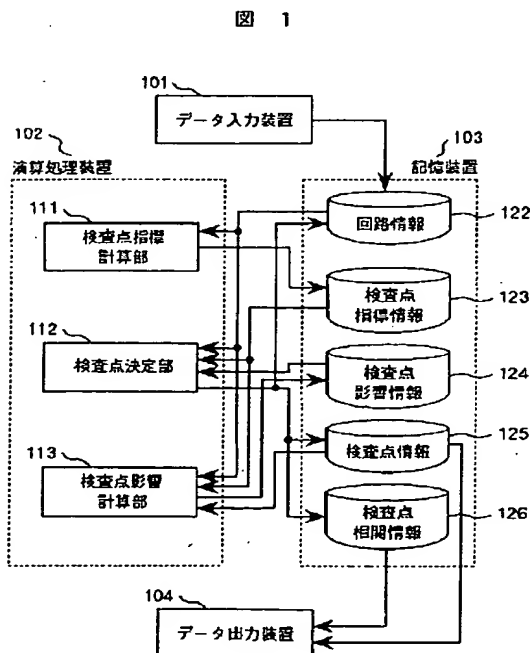 図 1
101
データ入力装置
102
演算処理装置
103
記憶装置
111
検査点指標
計算部
回路情報
122
検査点
指標情報
123
112
検査点決定部
検査点
影響情報
124
125
検査点情報
113
検査点影響
計算部
検査点
相関情報
126
104
データ出力装置